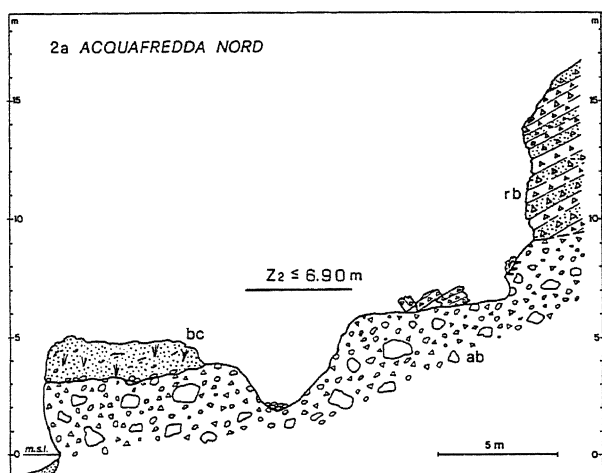 m
m
2a ACQUAFREDDA NORD
15
15
rb
10
10
Z2 ≤ 6.90 m
bc
5
5
ab
m.s.l.
0
0
5 m